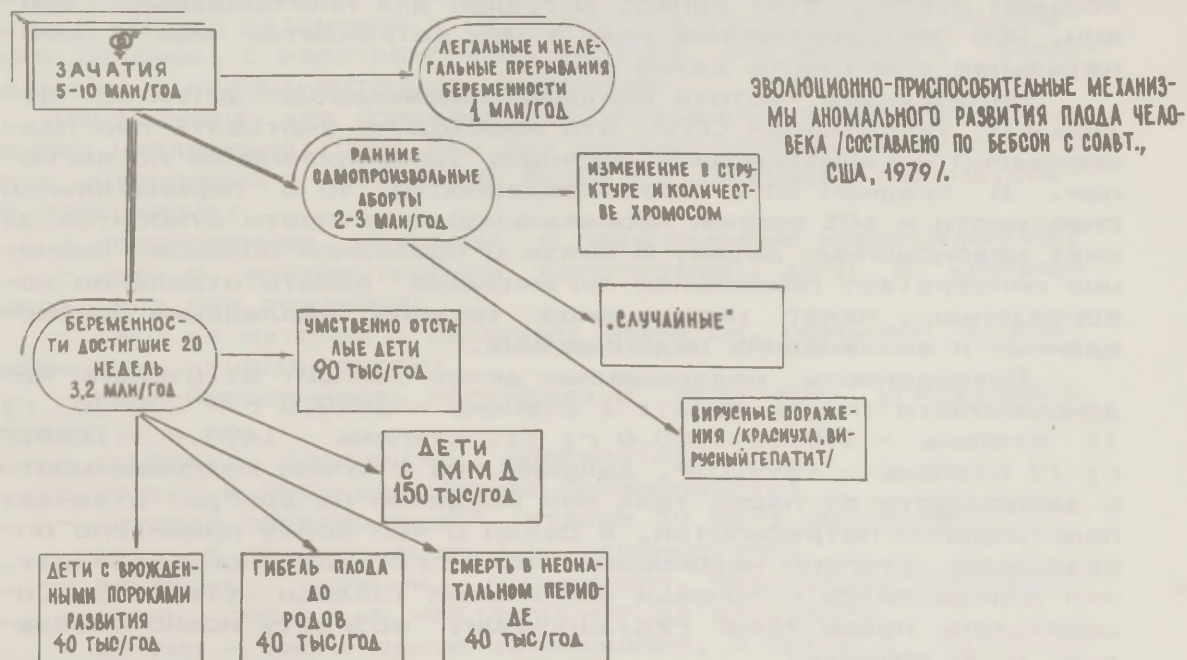 ЗАЧАТИЯ
5-10 МЛН/ГОД
ЛЕГАЛЬНЫЕ И НЕЛЕ-
ГАЛЬНЫЕ ПРЕРЫВАНИЯ
БЕРЕМЕННОСТИ
1 МЛН/ГОД
ЭВОЛЮЦИОННО-ПРИСПОСОБИТЕЛЬНЫЕ МЕХАНИЗ-
МЫ АНОМАЛЬНОГО РАЗВИТИЯ ПЛОДА ЧЕЛО-
ВЕКА /СОСТАВЛЕНО ПО БЕБСОН С СОАВТ.,
США, 1979/.
РАННИЕ
САМОПРОИЗВОЛЬНЫЕ
АБОРТЫ
2-3 МЛН/ГОД
ИЗМЕНЕНИЕ В СТРУ
КТУРЕ И КОЛИЧЕСТ-
ВЕ ХРОМОСОМ
„СЛУЧАЙНЫЕ"
ВИРУСНЫЕ ПОРАЖЕ-
НИЯ /КРАСНУХА, ВИ-
РУСНЫЙ ГЕПАТИТ/
БЕРЕМЕННОС-
ТИ ДОСТИГШИЕ 20
НЕДЕЛЬ
3,2 МЛН/ГОД
УМСТВЕННО ОТСТА
ЛЫЕ ДЕТИ
90 ТЫС/ГОД
ДЕТИ
С ММД
150 ТЫС/ГОД
ДЕТИ С ВРОЖДЕН-
НЫМИ ПОРОКАМИ
РАЗВИТИЯ
40 ТЫС/ГОД
ГИБЕЛЬ ПЛОДА
ДО
РОДОВ
40 ТЫС/ГОД
СМЕРТЬ В НЕОНА-
ТАЛЬНОМ ПЕРИО-
ДЕ
40 ТЫС/ГОД